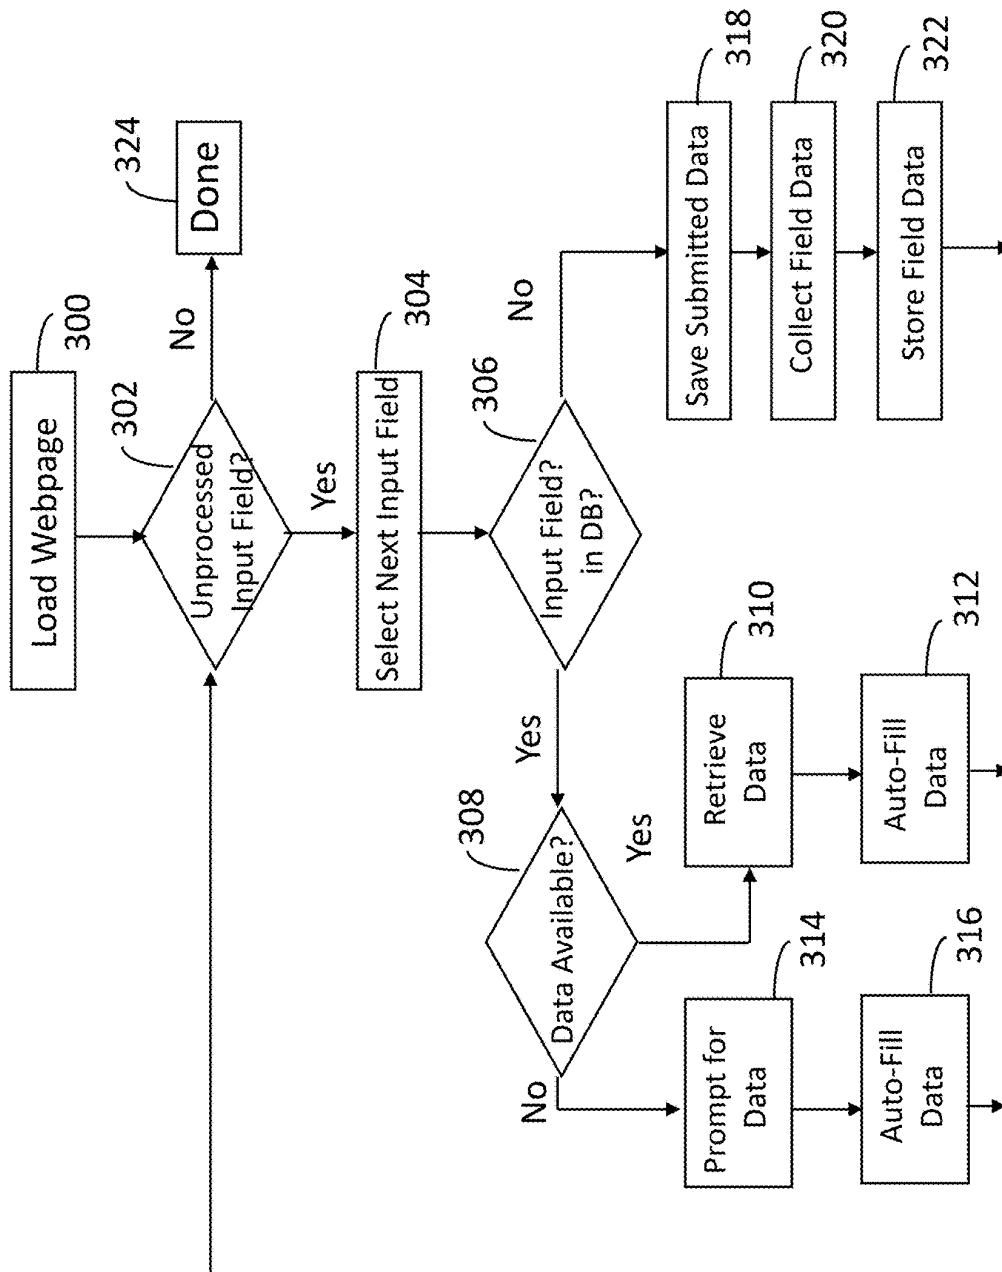 Load Webpage
300
302
Unprocessed
Input Field?
No
Done
324
Yes
Select Next Input Field
304
306
Input Field?
in DB?
Yes
No
308
Data Available?
No
Yes
Prompt for
Data
314
Auto-Fill
Data
316
Retrieve
Data
310
Auto-Fill
Data
312
Save Submitted Data
318
Collect Field Data
320
Store Field Data
322